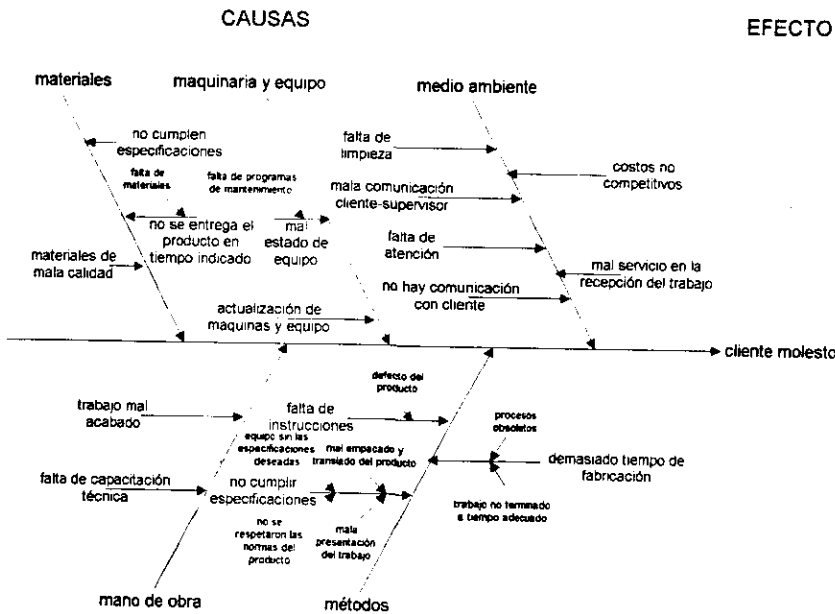 CAUSAS
EFECTO
materiales
maquinaria y equipo
medio ambiente
no cumplen
especificaciones
falta de
materiales
falta de programas
de mantenimiento
no se entrega el
producto en
tiempo indicado
mal
estado de
equipo
materiales de
mala calidad
actualización de
maquinas y equipo
falta de
limpieza
costos no
competitivos
mala comunicación
cliente-supervisor
falta de
atención
mal servicio en la
recepción del trabajo
no hay comunicación
con cliente
cliente molesto
trabajo mal
acabado
falta de
instrucciones
defecto del
producto
procesos
obsoletos
equipo sin las
especificaciones
deseadas
mal empacado y
translado del producto
demasiado tiempo de
fabricación
falta de capacitación
técnica
no cumplir
especificaciones
trabajo no terminado
a tiempo adecuado
no se
respetaron las
normas del
producto
mala
presentación
del trabajo
mano de obra
métodos